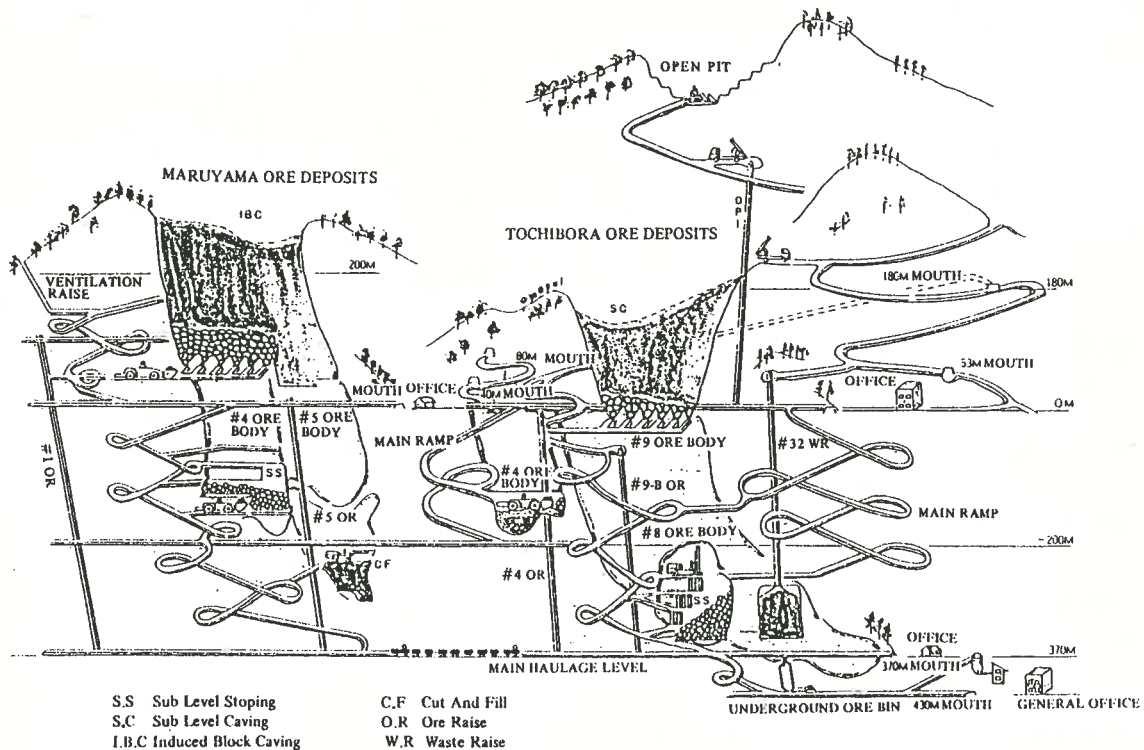 OPEN PIT
MARUYAMA ORE DEPOSITS
IBC
OPI
TOCHIBORA ORE DEPOSITS
200M
VENTILATION
RAISE
180M MOUTH
180M
SC
80M
MOUTH
53M MOUTH
OFFICE
MOUTH OFFICE
40M MOUTH
0M
#4 ORE
BODY
#5 ORE
BODY
MAIN RAMP
#9 ORE BODY
#32 WR
#1 OR
SS
#4 ORE
BODY
#9-B OR
#5 OR
MAIN RAMP
#8 ORE BODY
-200M
CF
#4 OR
SS
OFFICE
MAIN HAULAGE LEVEL
370M MOUTH
370M
UNDERGROUND ORE BIN
430M MOUTH
GENERAL OFFICE
S.S Sub Level Stoping
C.F Cut And Fill
S.C Sub Level Caving
O.R Ore Raise
I.B.C Induced Block Caving
W.R Waste Raise